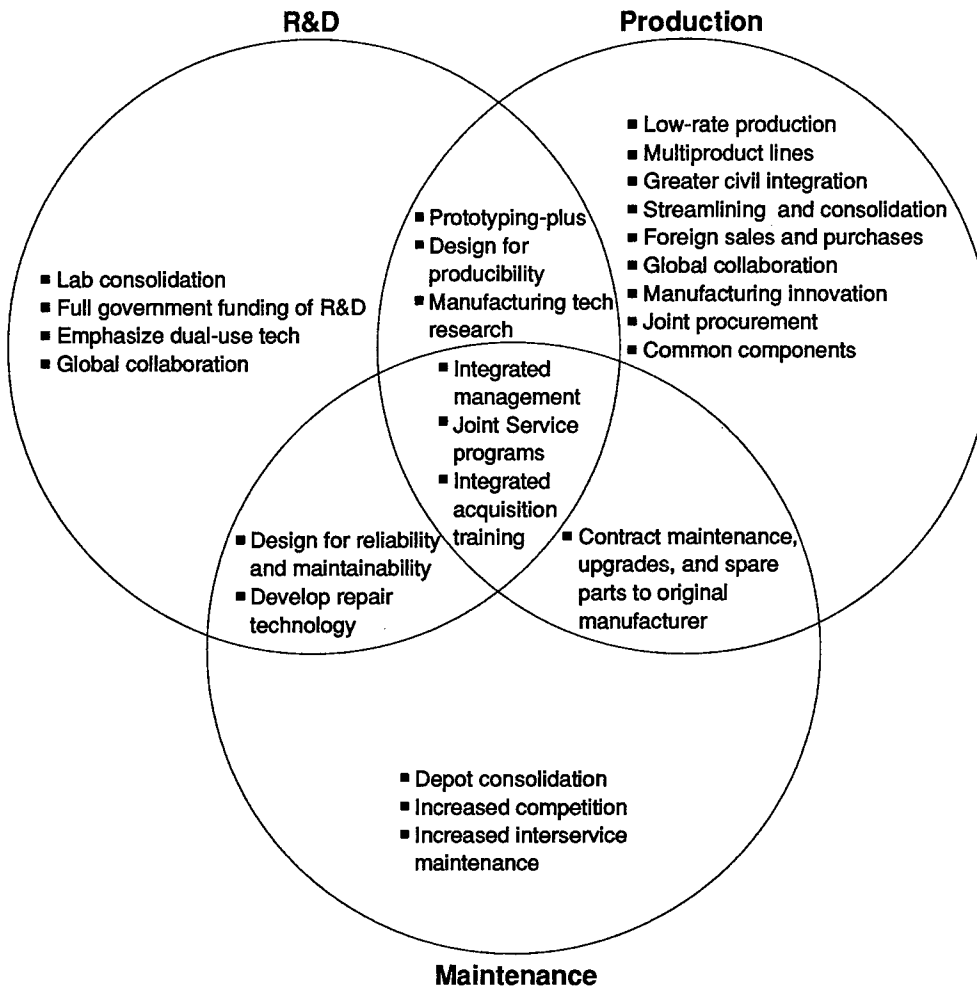 R&D
Production
▪ Low-rate production
▪ Multiproduct lines
▪ Greater civil integration
▪ Streamlining and consolidation
▪ Foreign sales and purchases
▪ Global collaboration
▪ Manufacturing innovation
▪ Joint procurement
▪ Common components
▪ Prototyping-plus
▪ Design for
producibility
▪ Manufacturing tech
research
▪ Lab consolidation
▪ Full government funding of R&D
▪ Emphasize dual-use tech
▪ Global collaboration
▪ Integrated
management
▪ Joint Service
programs
▪ Integrated
acquisition
training
▪ Design for reliability
and maintainability
▪ Develop repair
technology
▪ Contract maintenance,
upgrades, and spare
parts to original
manufacturer
▪ Depot consolidation
▪ Increased competition
▪ Increased interservice
maintenance
Maintenance